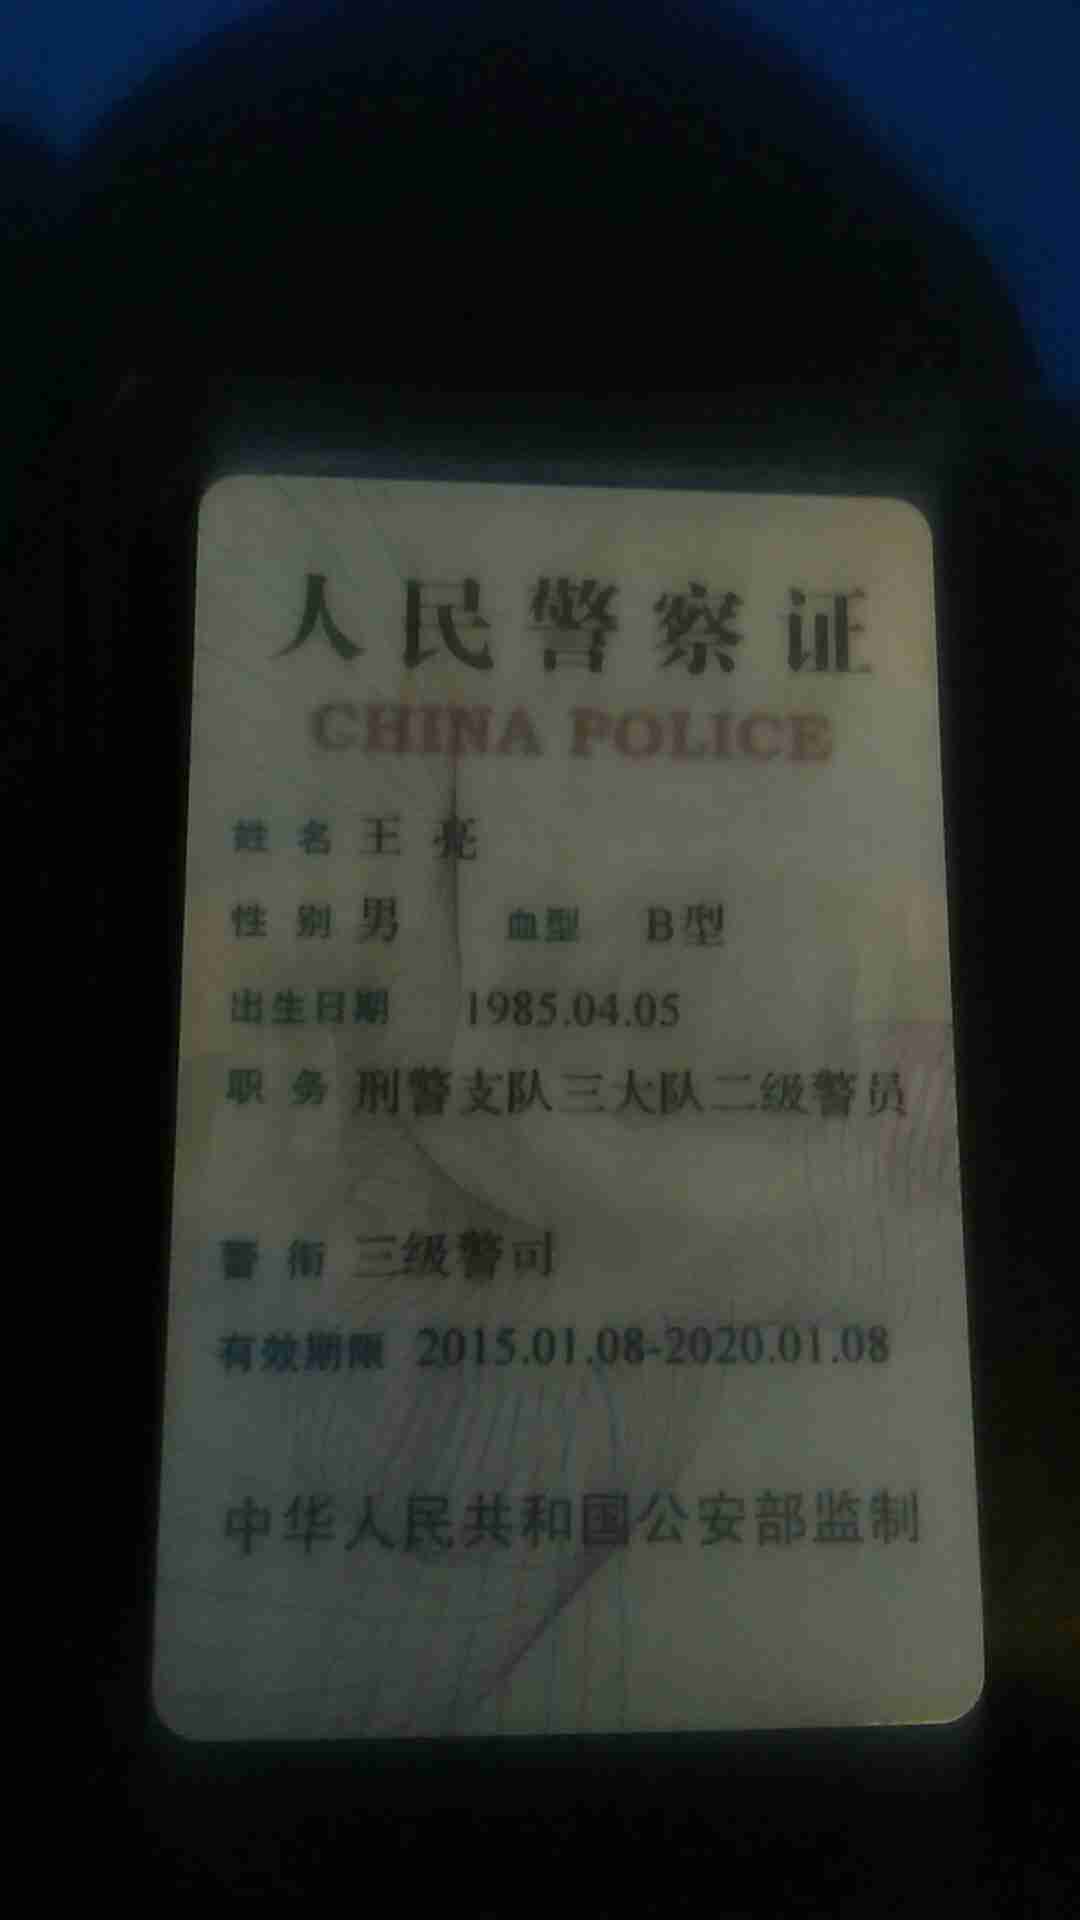 人民警察证
CHINA POLICE
姓名 王亮
性别 男 血型 B型
出生日期 1985.04.05
职务 刑警支队三大队二级警员
警衔 三级警司
有效期限 2015.01.08-2020.01.08
中华人民共和国公安部监制